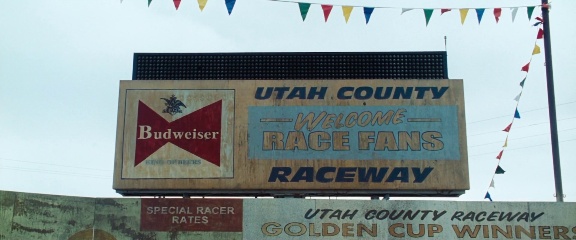 UTAH COUNTY
WELCOME
RACE FANS
RACEWAY
Budweiser
SPECIAL RACER
RATES
UTAH COUNTY RACEWAY
GOLDEN CUP WINNERS